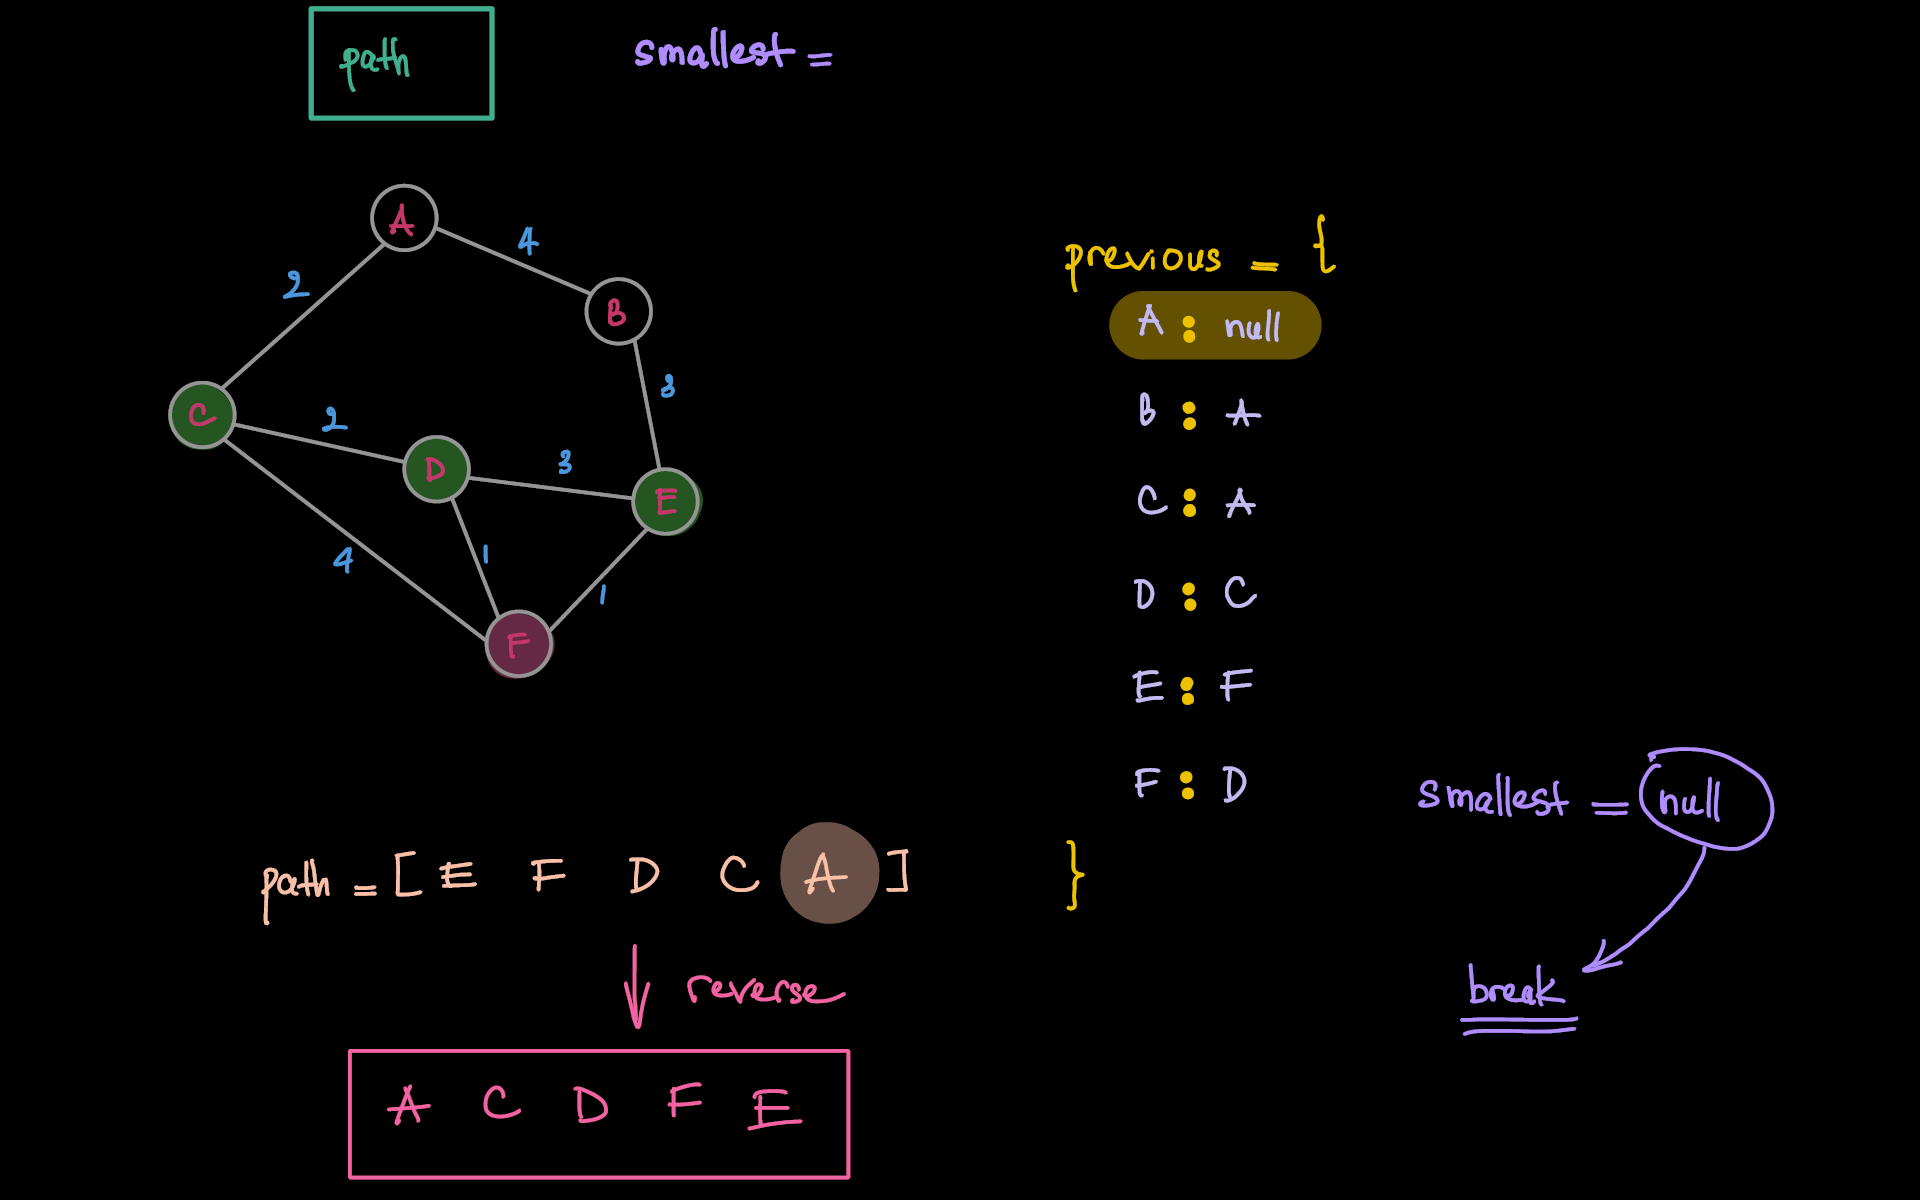 path
smallest =
A
4
B
2
3
C
2
D
3
E
4
1
1
F
previous = {
A : null
B : A
C : A
D : C
E : F
F : D
}
smallest = null
break
path = [ E F D C A ]
reverse
A C D F E